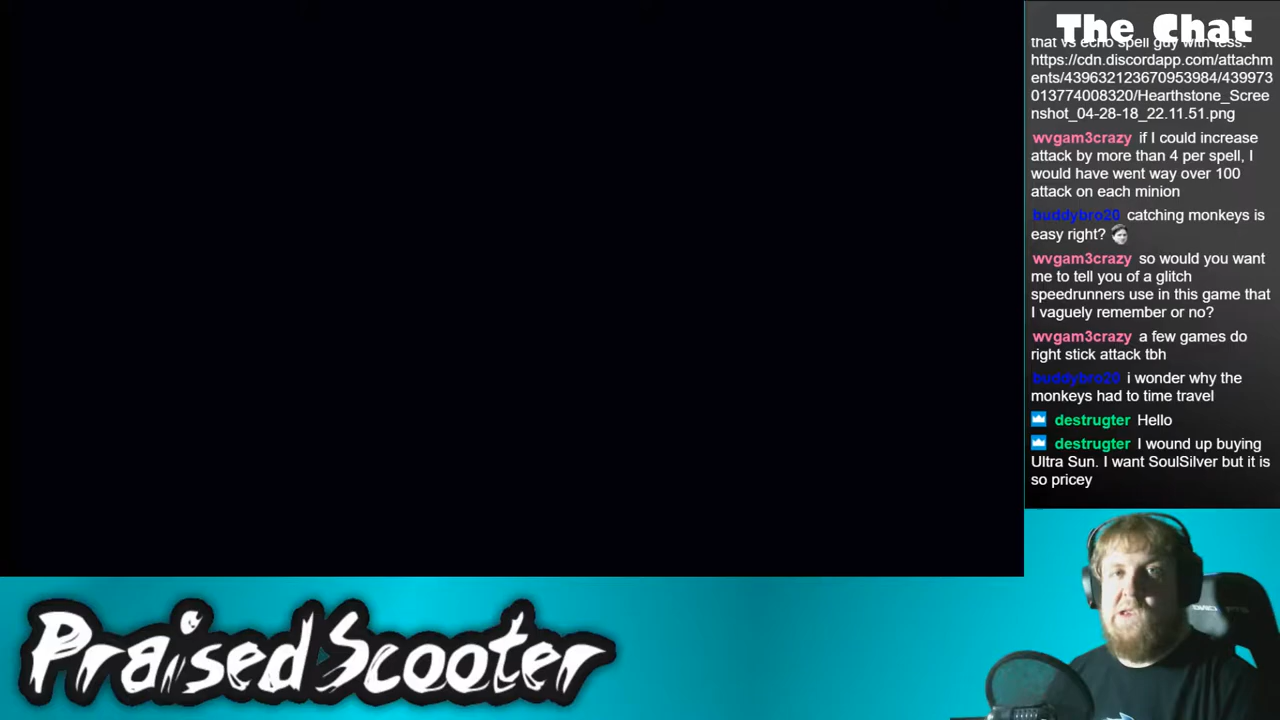 The Chat
that vs echo spell guy with tess.
https://cdn.discordapp.com/attachm
ents/439632123670953984/439973
013774008320/Hearthstone_Scree
nshot_04-28-18_22.11.51.png
wvgam3crazy if I could increase
attack by more than 4 per spell, I
would have went way over 100
attack on each minion
buddybro20 catching monkeys is
easy right?
wvgam3crazy so would you want
me to tell you of a glitch
speedrunners use in this game that
I vaguely remember or no?
wvgam3crazy a few games do
right stick attack tbh
buddybro20 i wonder why the
monkeys had to time travel
destrugter Hello
destrugter I wound up buying
Ultra Sun. I want SoulSilver but it is
so pricey
PraisedScooter